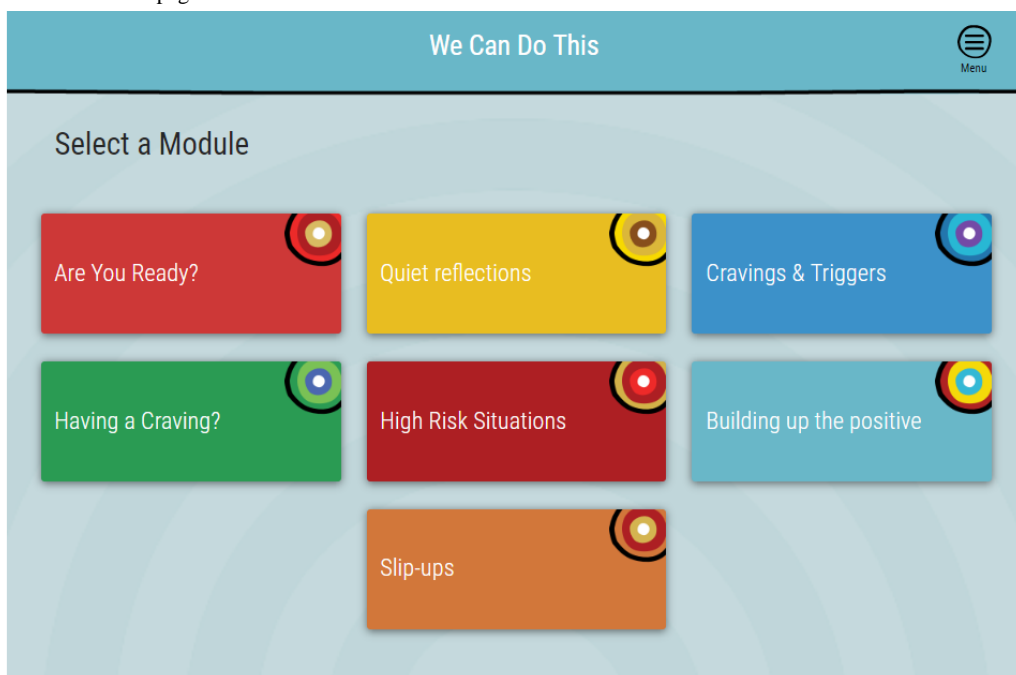 We Can Do This
Menu
Select a Module
Are You Ready?
Quiet reflections
Cravings & Triggers
Having a Craving?
High Risk Situations
Building up the positive
Slip-ups